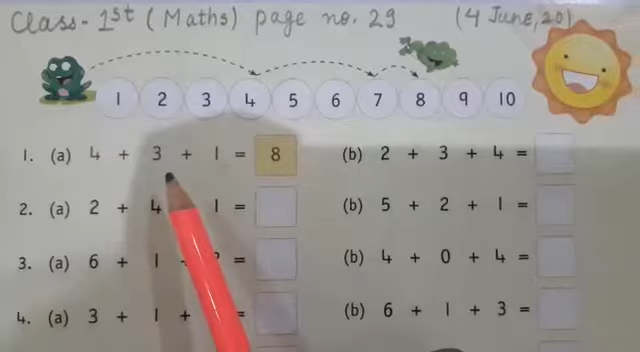 Class - 1st (Maths) page no. 29 (4 June, 20)
1 2 3 4 5 6 7 8 9 10
1. (a) 4 + 3 + 1 = 8 (b) 2 + 3 + 4 =
2. (a) 2 + 4 1 = (b) 5 + 2 + 1 =
3. (a) 6 + 1 + = (b) 4 + 0 + 4 =
4. (a) 3 + 1 + = (b) 6 + 1 + 3 =